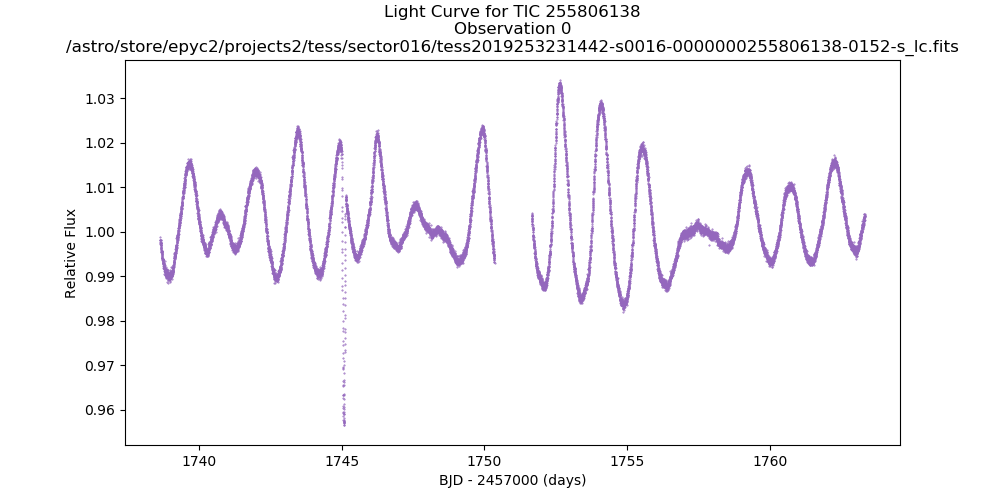 Light Curve for TIC 255806138
Observation 0
/astro/store/epyc2/projects2/tess/sector016/tess2019253231442-s0016-0000000255806138-0152-s_lc.fits
1.03
1.02
1.01
1.00
0.99
0.98
0.97
0.96
Relative Flux
1740
1745
1750
1755
1760
BJD - 2457000 (days)